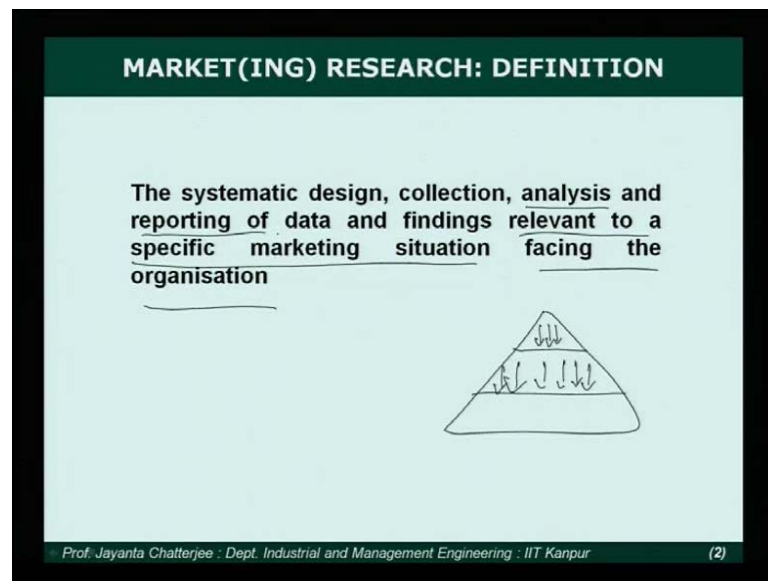 MARKET(ING) RESEARCH: DEFINITION
The systematic design, collection, analysis and
reporting of data and findings relevant to a
specific marketing situation facing the
organisation
Prof. Jayanta Chatterjee : Dept. Industrial and Management Engineering : IIT Kanpur
(2)